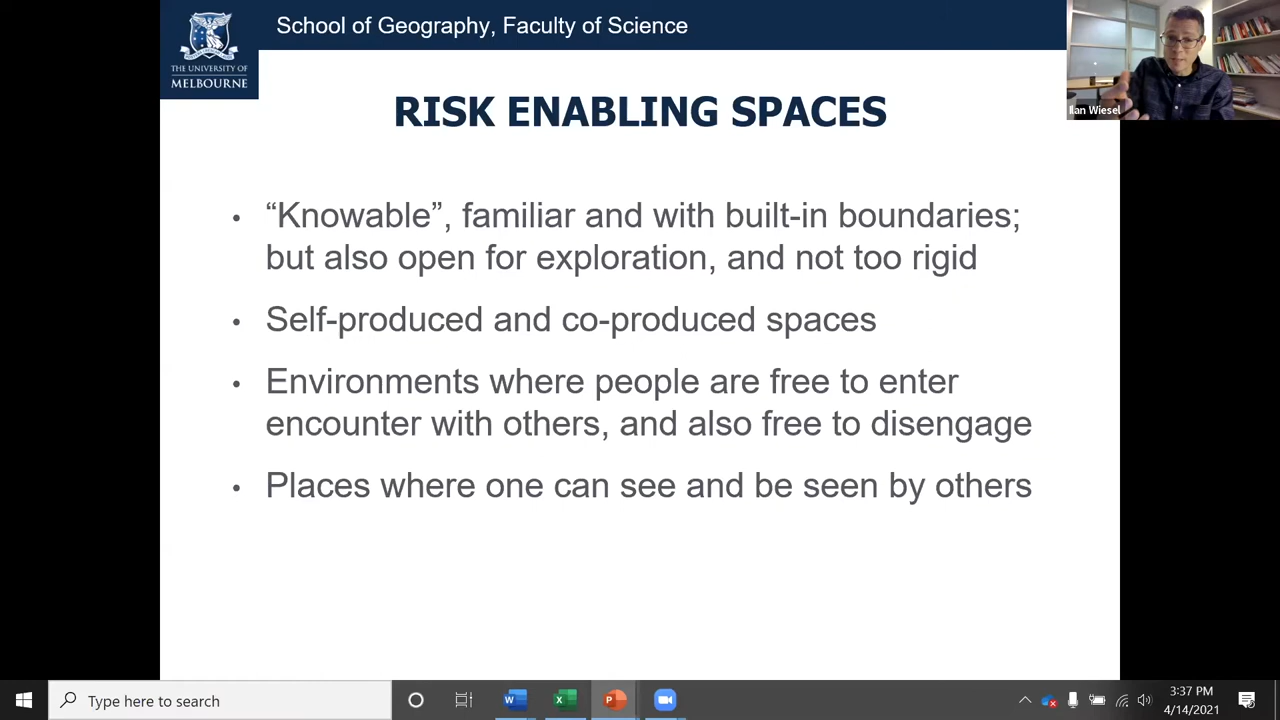 School of Geography, Faculty of Science
THE UNIVERSITY OF
MELBOURNE
Ilan Wiesel
RISK ENABLING SPACES
• “Knowable”, familiar and with built-in boundaries;
but also open for exploration, and not too rigid
• Self-produced and co-produced spaces
• Environments where people are free to enter
encounter with others, and also free to disengage
• Places where one can see and be seen by others
Type here to search
3:37 PM
4/14/2021